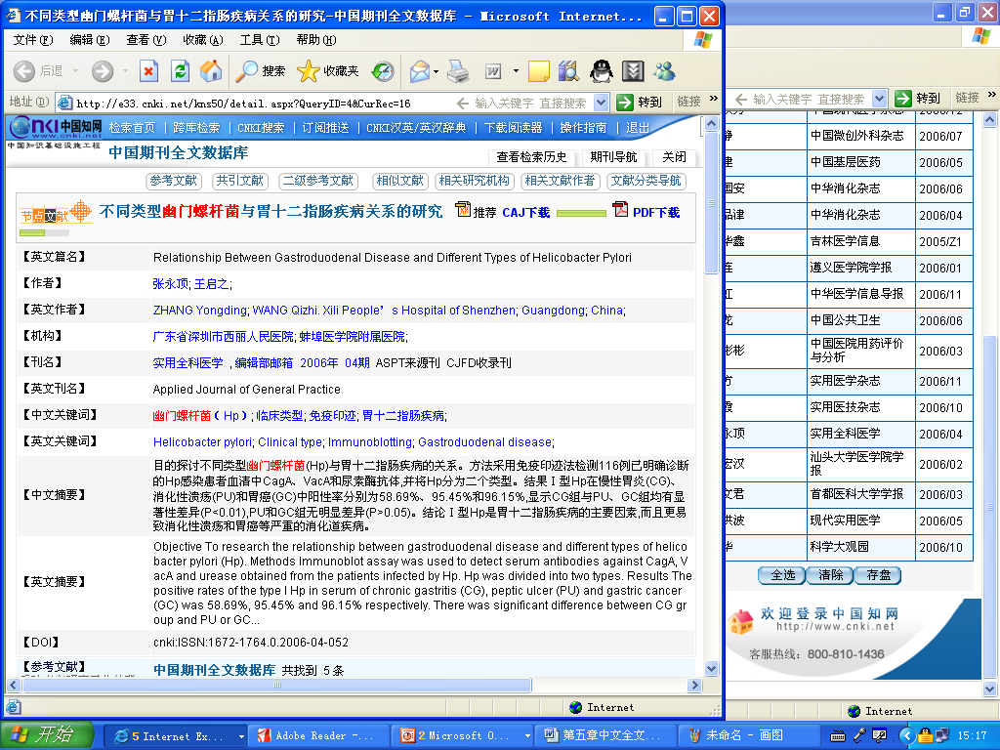 不同类型幽门螺杆菌与胃十二指肠疾病关系的研究-中国期刊全文数据库 - Microsoft Internet...
文件(F) 编辑(E) 查看(V) 收藏(A) 工具(T) 帮助(H)
后退 搜索 收藏夹
地址(D) http://e33.cnki.net/kns50/detail.aspx?QueryID=4&CurRec=16 输入关键字 直接搜索 转到 链接 »
CNKI中国知网 www.cnki.net 中国知识基础设施工程
检索首页 | 跨库检索 | CNKI搜索 | 订阅推送 | CNKI汉英/英汉辞典 | 下载阅读器 | 操作指南 | 退出
中国期刊全文数据库
查看检索历史 期刊导航 关闭
参考文献 共引文献 二级参考文献 相似文献 相关研究机构 相关文献作者 文献分类导航
节点文献 不同类型幽门螺杆菌与胃十二指肠疾病关系的研究 推荐 CAJ下载 PDF下载
【英文篇名】 Relationship Between Gastroduodenal Disease and Different Types of Helicobacter Pylori
【作者】 张永顶; 王启之;
【英文作者】 ZHANG Yongding; WANG Qizhi. Xili People’s Hospital of Shenzhen; Guangdong; China;
【机构】 广东省深圳市西丽人民医院; 蚌埠医学院附属医院;
【刊名】 实用全科医学 , 编辑部邮箱 2006年 04期 ASPT来源刊 CJFD收录刊
【英文刊名】 Applied Journal of General Practice
【中文关键词】 幽门螺杆菌(Hp); 临床类型; 免疫印迹; 胃十二指肠疾病;
【英文关键词】 Helicobacter pylori; Clinical type; Immunoblotting; Gastroduodenal disease;
【中文摘要】 目的探讨不同类型幽门螺杆菌(Hp)与胃十二指肠疾病的关系。方法采用免疫印迹法检测116例已明确诊断
的Hp感染患者血清中CagA、VacA和尿素酶抗体,并将Hp分为二个类型。结果Ⅰ型Hp在慢性胃炎(CG)、
消化性溃疡(PU)和胃癌(GC)中阳性率分别为58.69%、95.45%和96.15%,显示CG组与PU、GC组均有显
著性差异(P<0.01),PU和GC组无明显差异(P>0.05)。结论Ⅰ型Hp是胃十二指肠疾病的主要因素,而且更易
致消化性溃疡和胃癌等严重的消化道疾病。
【英文摘要】 Objective To research the relationship between gastroduodenal disease and different types of helico
bacter pylori (Hp). Methods Immunoblot assay was used to detect serum antibodies against CagA, V
acA and urease obtained from the patients infected by Hp. Hp was divided into two types. Results The
positive rates of the type I Hp in serum of chronic gastritis (CG), peptic ulcer (PU) and gastric cancer
(GC) was 58.69%, 95.45% and 96.15% respectively. There was significant difference between CG gr
oup and PU or GC...
【DOI】 cnki:ISSN:1672-1764.0.2006-04-052
【参考文献】 中国期刊全文数据库 共找到 5 条
Internet
输入关键字 直接搜索 转到 链接 »
静 中国微创外科杂志 2006/07
建 中国基层医药 2006/05
国安 中华消化杂志 2006/06
品津 中华消化杂志 2006/04
华鑫 吉林医学信息 2005/Z1
连 遵义医学院学报 2006/01
红 中华医学信息导报 2006/11
龙 中国公共卫生 2006/06
彬彬 中国医院用药评价
与分析 2006/03
方 实用医学杂志 2006/11
霞 实用医技杂志 2006/10
永顶 实用全科医学 2006/04
宏汉 汕头大学医学院学
报 2006/02
文君 首都医科大学学报 2006/03
洪波 现代实用医学 2006/05
华 科学大观园 2006/10
全选 清除 存盘
欢迎登录中国知网
http://www.cnki.net
客服热线: 800-810-1436
Internet
开始 5 Internet Ex... Adobe Reader -... 2 Microsoft O... 第五章中文全文... 未命名 - 画图 15:17